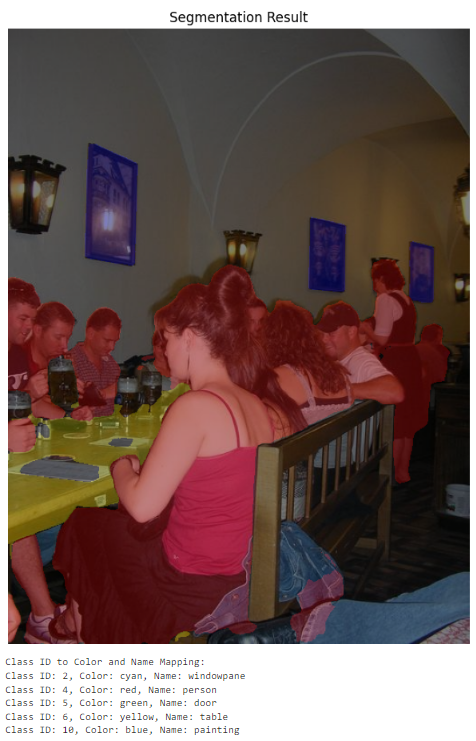 Segmentation Result
Class ID to Color and Name Mapping:
Class ID: 2, Color: cyan, Name: windowpane
Class ID: 4, Color: red, Name: person
Class ID: 5, Color: green, Name: door
Class ID: 6, Color: yellow, Name: table
Class ID: 10, Color: blue, Name: painting